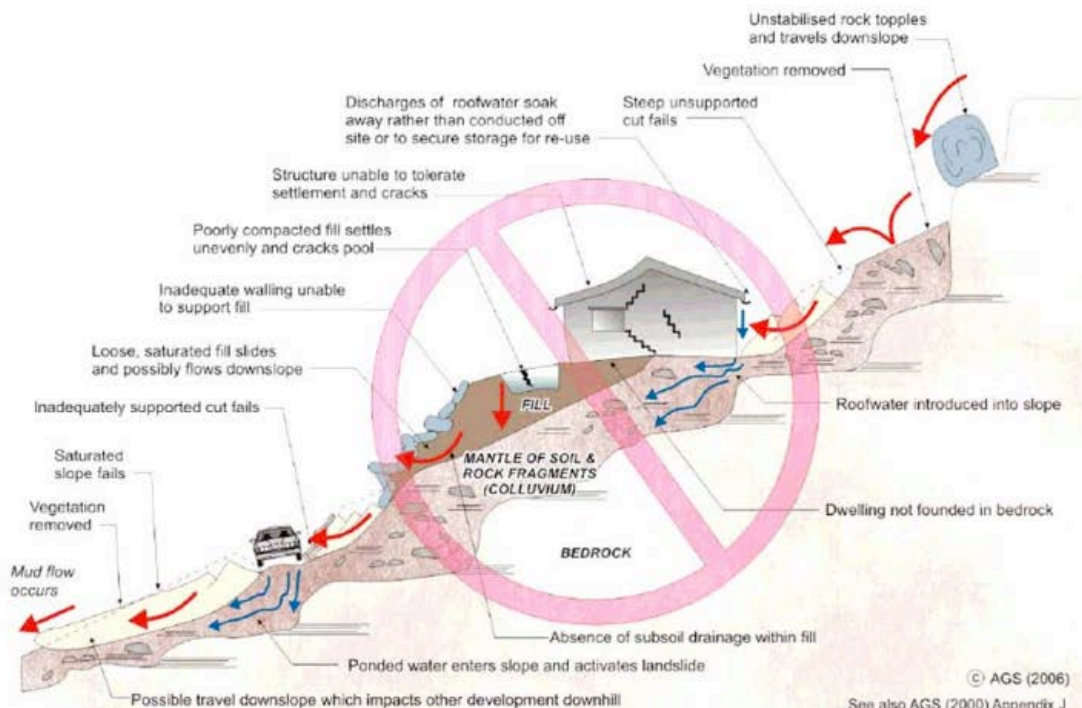 Unstabilised rock topples
and travels downslope
Vegetation removed
Steep unsupported
cut fails
Discharges of roofwater soak
away rather than conducted off
site or to secure storage for re-use
Structure unable to tolerate
settlement and cracks
Poorly compacted fill settles
unevenly and cracks pool
Inadequate walling unable
to support fill
Loose, saturated fill slides
and possibly flows downslope
Inadequately supported cut fails
Saturated
slope fails
Vegetation
removed
Mud flow
occurs
FILL
MANTLE OF SOIL &
ROCK FRAGMENTS
(COLLUVIUM)
BEDROCK
Roofwater introduced into slope
Dwelling not founded in bedrock
Absence of subsoil drainage within fill
Ponded water enters slope and activates landslide
Possible travel downslope which impacts other development downhill
© AGS (2006)
See also AGS (2000) Appendix J